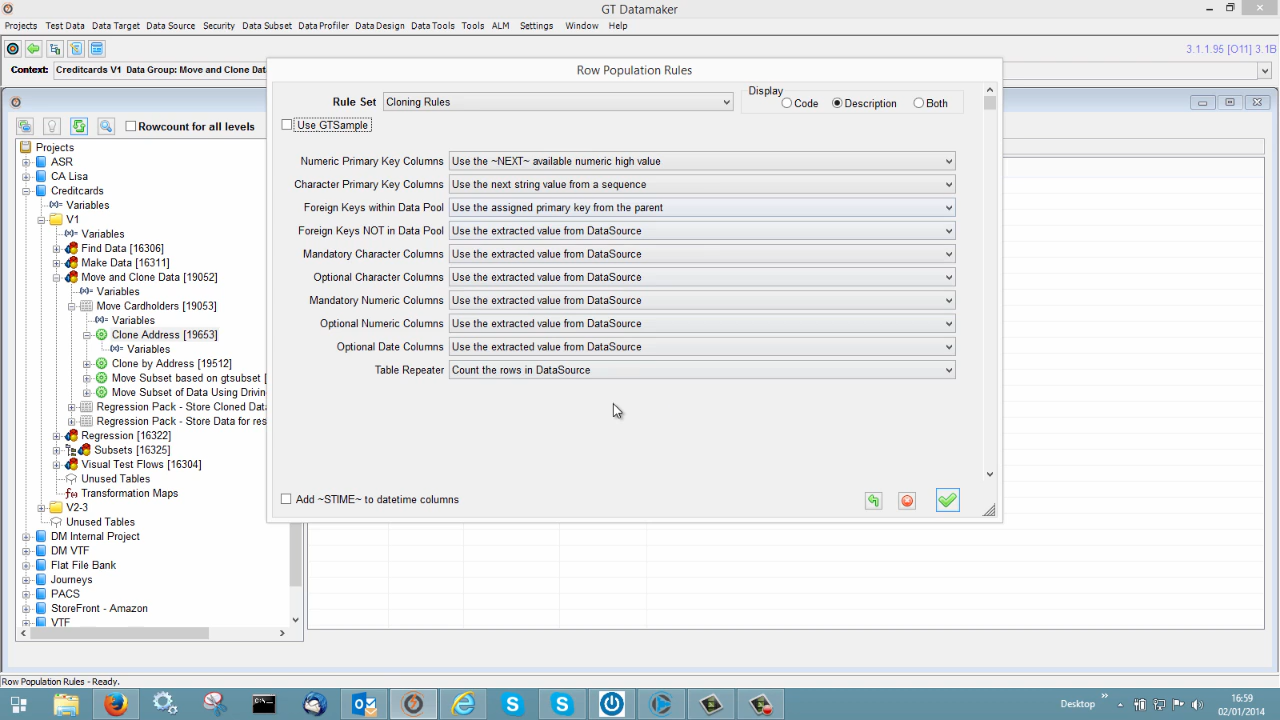 GT Datamaker
Projects Test Data Data Target Data Source Security Data Subset Data Profiler Data Design Data Tools Tools ALM Settings Window Help
3.1.1.95 [O11] 3.1B
Context: Creditcards V1 Data Group: Move and Clone Dat
Row Population Rules
Rule Set Cloning Rules
Display
Code Description Both
Use GTSample
Rowcount for all levels
Numeric Primary Key Columns Use the ~NEXT~ available numeric high value
Character Primary Key Columns Use the next string value from a sequence
Foreign Keys within Data Pool Use the assigned primary key from the parent
Foreign Keys NOT in Data Pool Use the extracted value from DataSource
Mandatory Character Columns Use the extracted value from DataSource
Optional Character Columns Use the extracted value from DataSource
Mandatory Numeric Columns Use the extracted value from DataSource
Optional Numeric Columns Use the extracted value from DataSource
Optional Date Columns Use the extracted value from DataSource
Table Repeater Count the rows in DataSource
Add ~STIME~ to datetime columns
Projects
ASR
CA Lisa
Creditcards
(x)= Variables
V1
(x)= Variables
Find Data [16306]
Make Data [16311]
Move and Clone Data [19052]
(x)= Variables
Move Cardholders [19053]
(x)= Variables
Clone Address [19653]
(x)= Variables
Clone by Address [19512]
Move Subset based on gtsubset [
Move Subset of Data Using Drivin
Regression Pack - Store Cloned Data
Regression Pack - Store Data for res
Regression [16322]
Subsets [16325]
Visual Test Flows [16304]
Unused Tables
f(x) Transformation Maps
V2-3
Unused Tables
DM Internal Project
DM VTF
Flat File Bank
Journeys
PACS
StoreFront - Amazon
VTF
Row Population Rules - Ready.
Desktop
16:59
02/01/2014